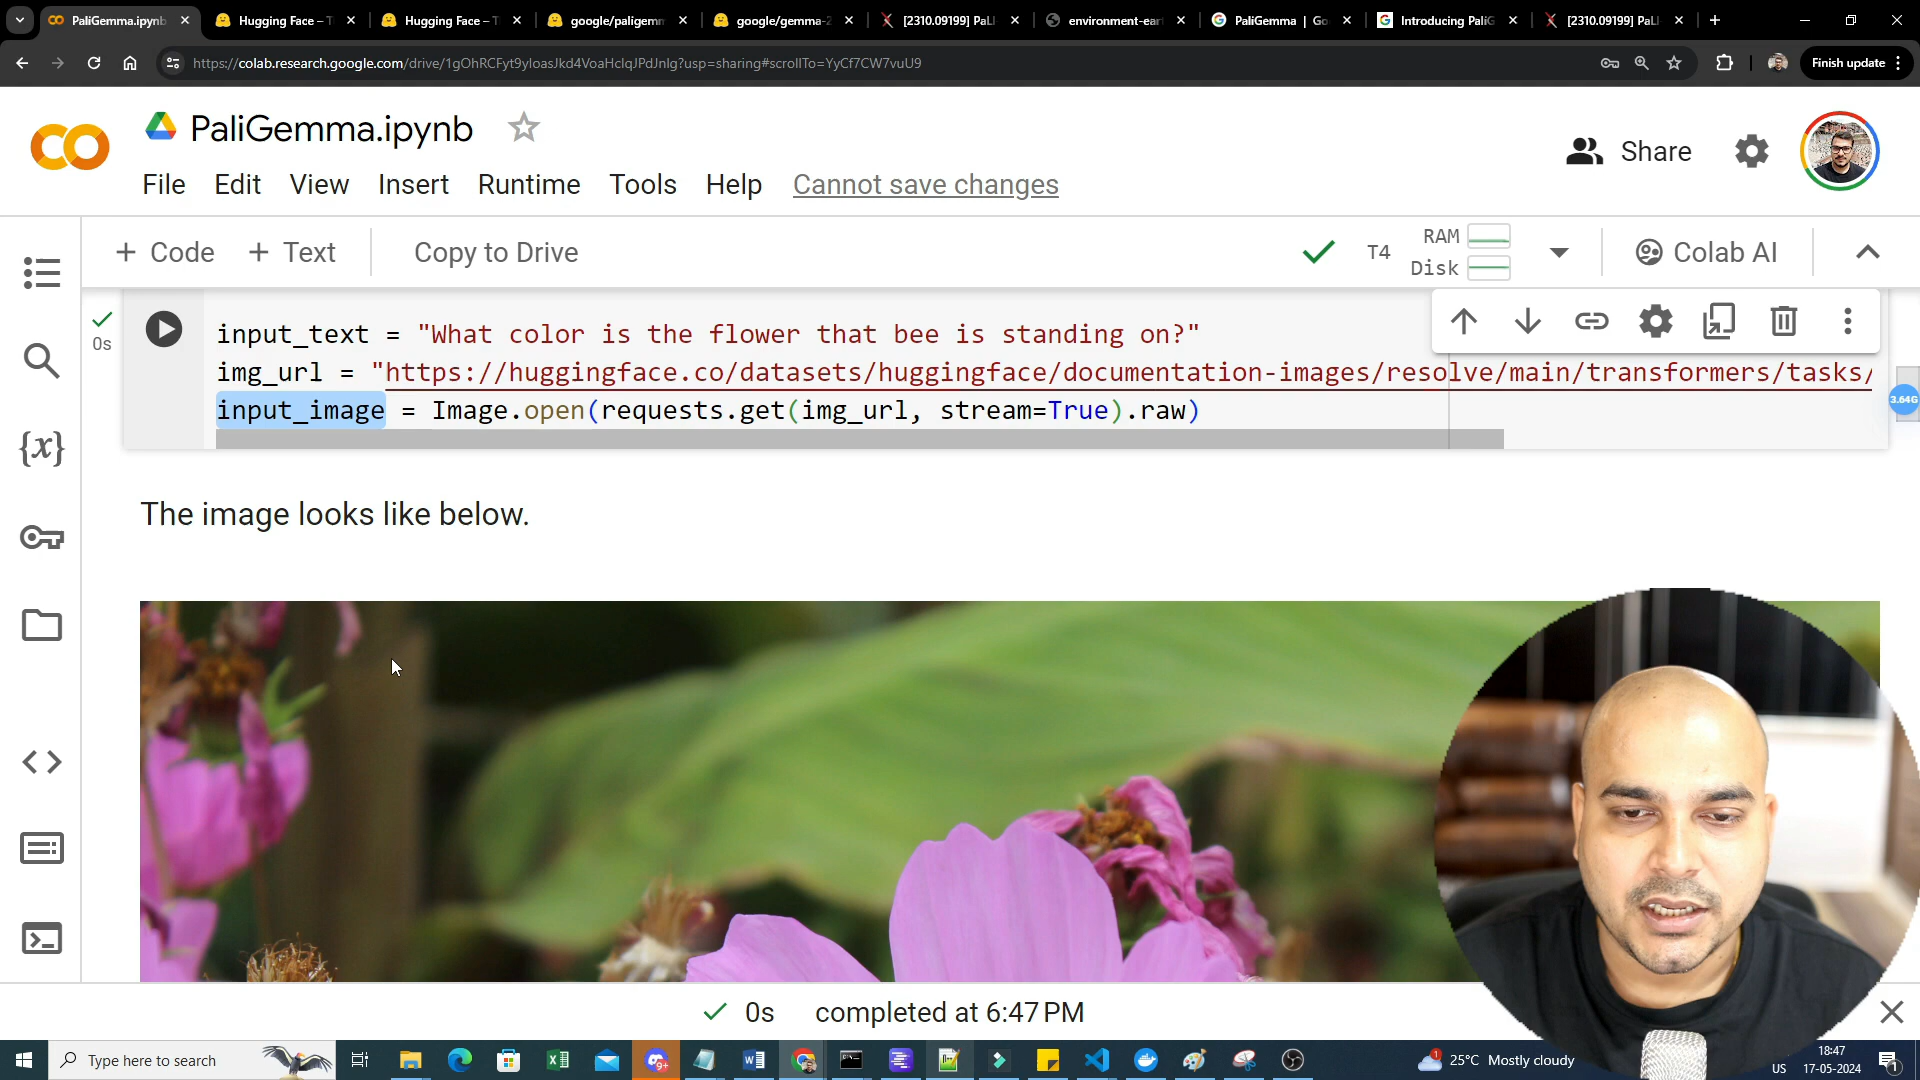 PaliGemma.ipynb
Hugging Face – T
Hugging Face – T
google/paligemm
google/gemma-2
[2310.09199] PaLI
environment-ear
PaliGemma | Go
Introducing PaliG
[2310.09199] PaLI
https://colab.research.google.com/drive/1gOhRCFyt9yloasJkd4VoaHclqJPdJnlg?usp=sharing#scrollTo=YyCf7CW7vuU9
Finish update
CO
PaliGemma.ipynb
Share
File Edit View Insert Runtime Tools Help Cannot save changes
+ Code + Text Copy to Drive
T4
RAM
Disk
Colab AI
0s
input_text = "What color is the flower that bee is standing on?"
img_url = "https://huggingface.co/datasets/huggingface/documentation-images/resolve/main/transformers/tasks/
input_image = Image.open(requests.get(img_url, stream=True).raw)
3.64G
{x}
The image looks like below.
0s completed at 6:47 PM
Type here to search
9+
25°C Mostly cloudy
US
18:47
17-05-2024
1